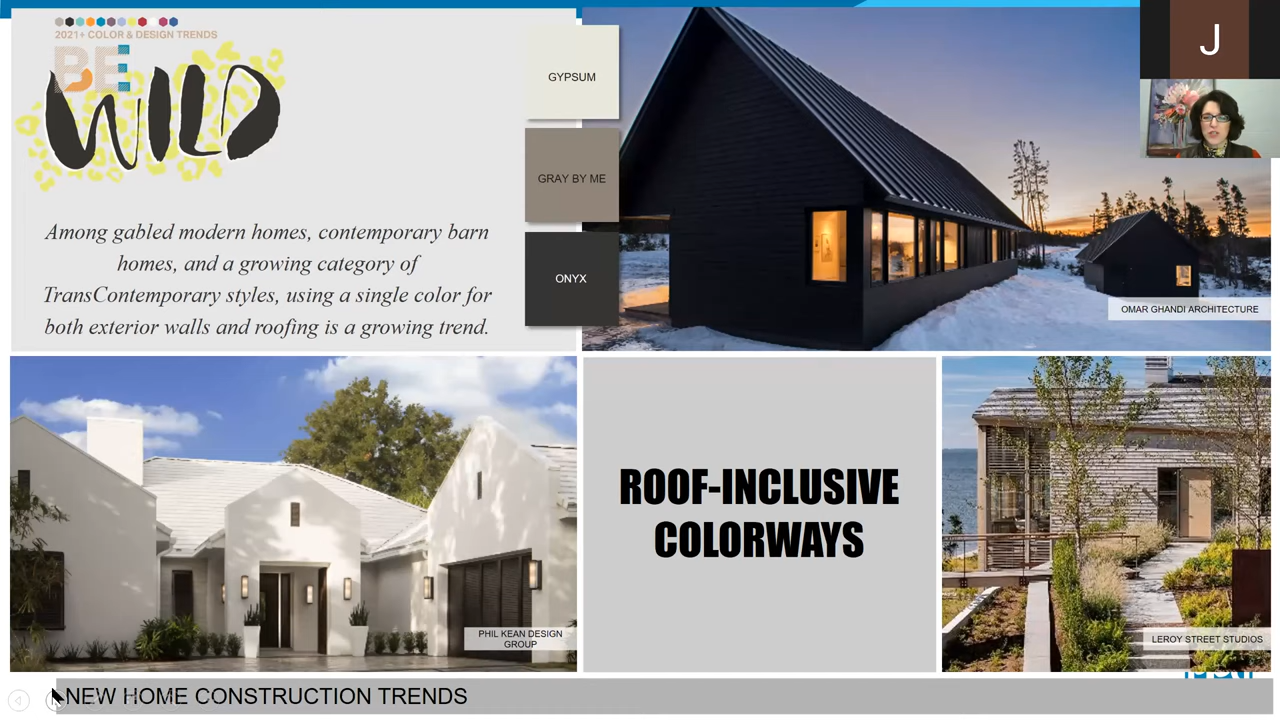 2021+ COLOR & DESIGN TRENDS
BE
WILD
Among gabled modern homes, contemporary barn
homes, and a growing category of
TransContemporary styles, using a single color for
both exterior walls and roofing is a growing trend.
GYPSUM
GRAY BY ME
ONYX
OMAR GHANDI ARCHITECTURE
J
PHIL KEAN DESIGN
GROUP
ROOF-INCLUSIVE
COLORWAYS
LEROY STREET STUDIOS
NEW HOME CONSTRUCTION TRENDS